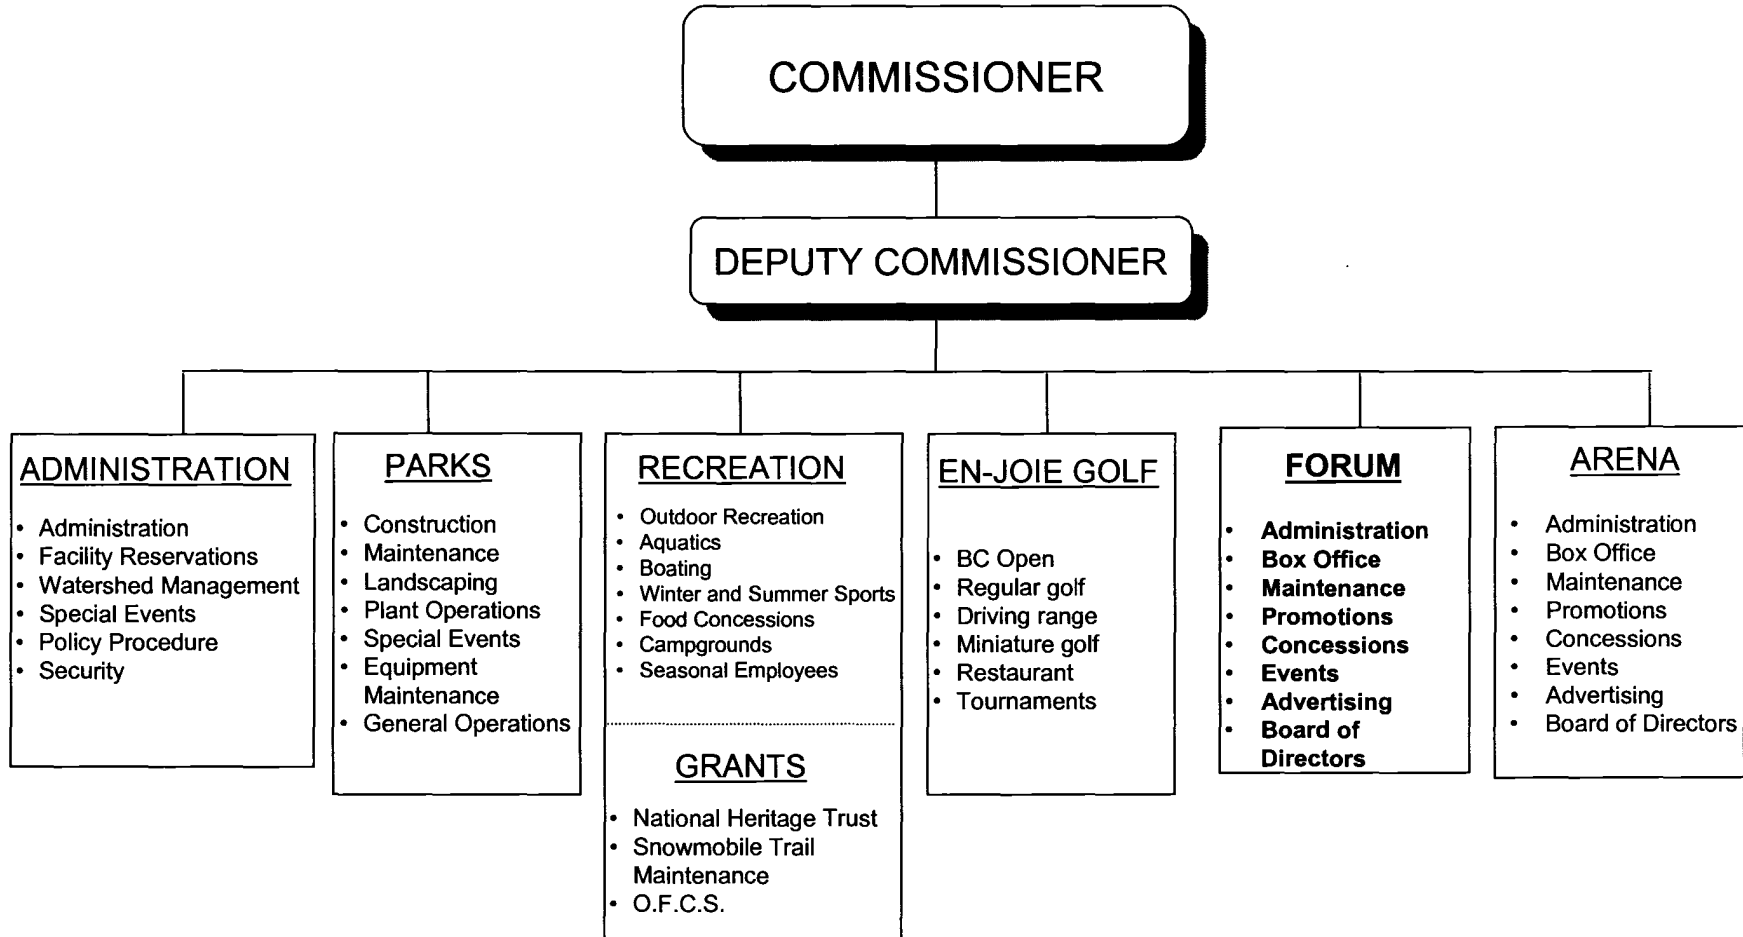 COMMISSIONER
DEPUTY COMMISSIONER
ADMINISTRATION
• Administration
• Facility Reservations
• Watershed Management
• Special Events
• Policy Procedure
• Security
PARKS
• Construction
• Maintenance
• Landscaping
• Plant Operations
• Special Events
• Equipment
Maintenance
• General Operations
RECREATION
• Outdoor Recreation
• Aquatics
• Boating
• Winter and Summer Sports
• Food Concessions
• Campgrounds
• Seasonal Employees
GRANTS
• National Heritage Trust
• Snowmobile Trail
Maintenance
• O.F.C.S.
EN-JOIE GOLF
• BC Open
• Regular golf
• Driving range
• Miniature golf
• Restaurant
• Tournaments
FORUM
• Administration
• Box Office
• Maintenance
• Promotions
• Concessions
• Events
• Advertising
• Board of
Directors
ARENA
• Administration
• Box Office
• Maintenance
• Promotions
• Concessions
• Events
• Advertising
• Board of Directors